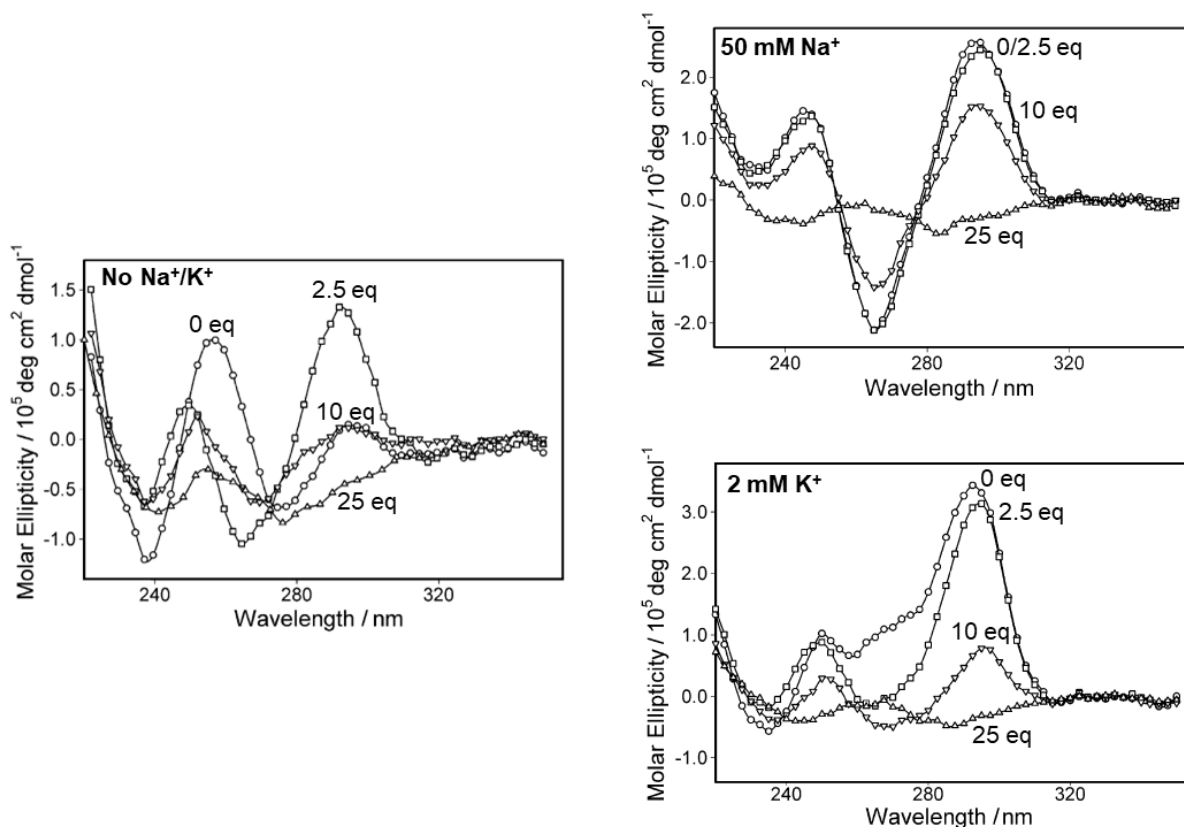 No Na⁺/K⁺
Molar Ellipticity / 10⁵ deg cm² dmol⁻¹
1.5
1.0
0.5
0.0
-0.5
-1.0
0 eq
2.5 eq
10 eq
25 eq
240
280
320
Wavelength / nm
50 mM Na⁺
Molar Ellipticity / 10⁵ deg cm² dmol⁻¹
2.0
1.0
0.0
-1.0
-2.0
0/2.5 eq
10 eq
25 eq
240
280
320
Wavelength / nm
2 mM K⁺
Molar Ellipticity / 10⁵ deg cm² dmol⁻¹
3.0
2.0
1.0
0.0
-1.0
0 eq
2.5 eq
10 eq
25 eq
240
280
320
Wavelength / nm